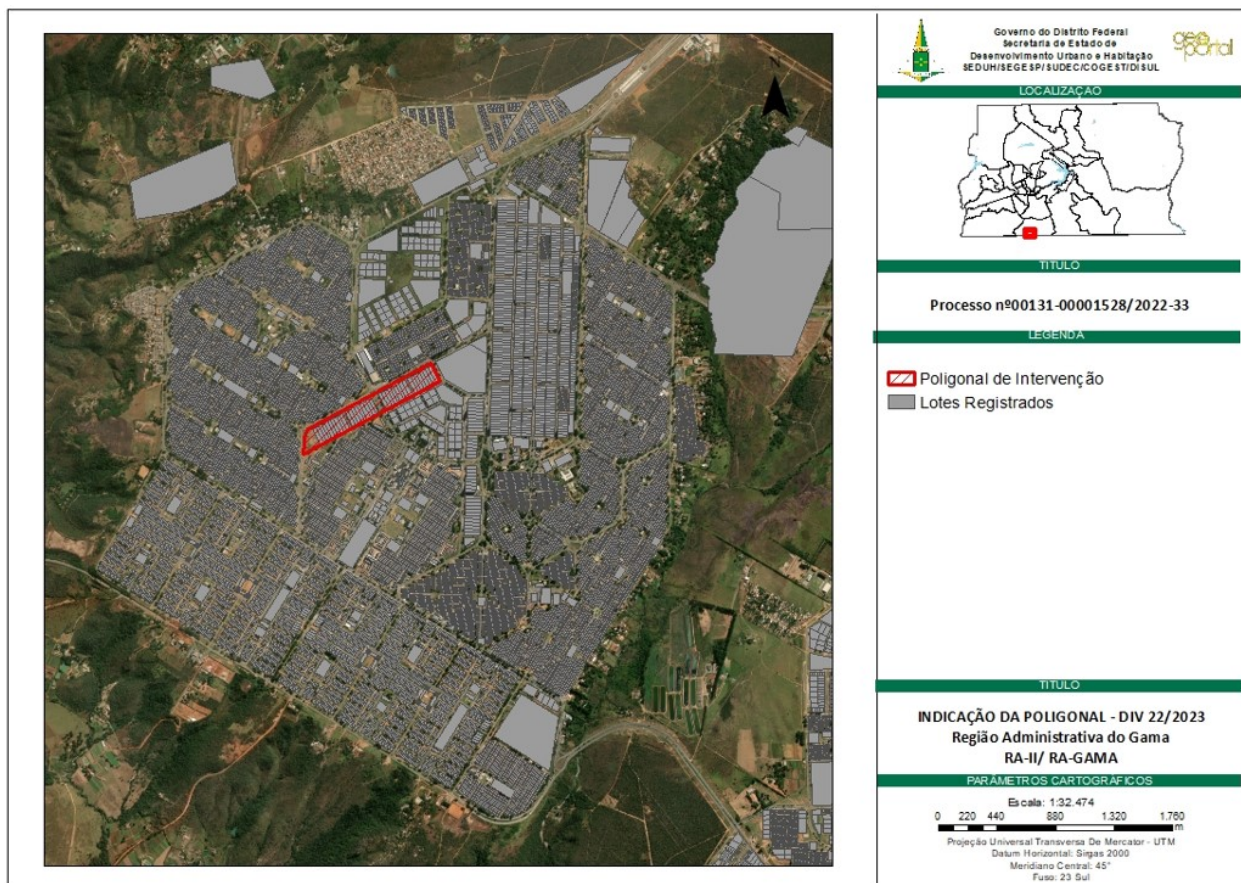 Governo do Distrito Federal
Secretaria de Estado de
Desenvolvimento Urbano e Habitação
SEDUH/SEGESP/SUDEC/COGEST/DISUL
geo
portal
LOCALIZAÇÃO
TITULO
Processo nº00131-00001528/2022-33
LEGENDA
Poligonal de Intervenção
Lotes Registrados
TITULO
INDICAÇÃO DA POLIGONAL - DIV 22/2023
Região Administrativa do Gama
RA-II/ RA-GAMA
PARÂMETROS CARTOGRÁFICOS
Escala: 1:32.474
0 220 440 880 1.320 1.760
m
Projeção Universal Transversa De Mercator - UTM
Datum Horizontal: Sirgas 2000
Meridiano Central: 45°
Fuso: 23 Sul